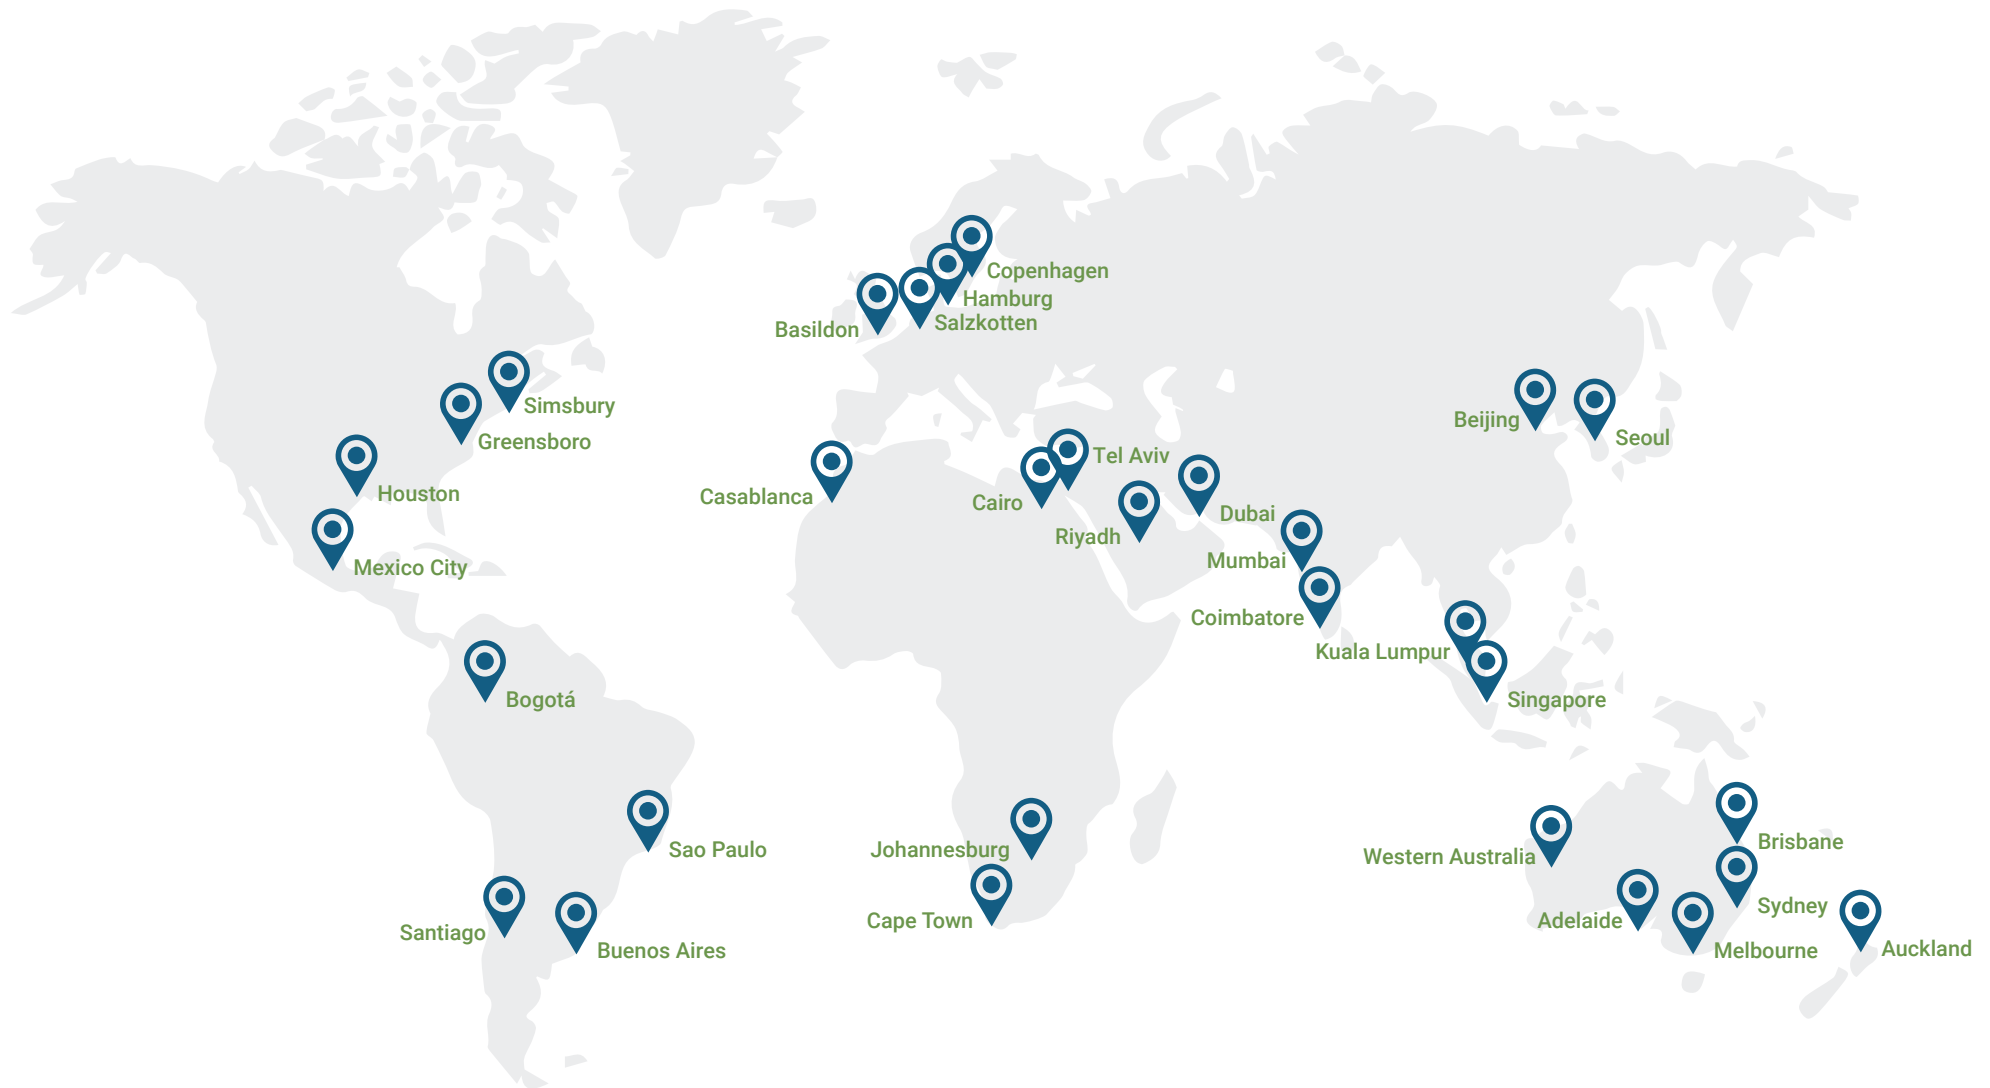 Copenhagen
Hamburg
Salzkotten
Basildon
Simsbury
Greensboro
Houston
Mexico City
Casablanca
Cairo
Tel Aviv
Riyadh
Dubai
Mumbai
Coimbatore
Beijing
Seoul
Kuala Lumpur
Singapore
Bogotá
Sao Paulo
Santiago
Buenos Aires
Johannesburg
Cape Town
Western Australia
Brisbane
Sydney
Adelaide
Melbourne
Auckland